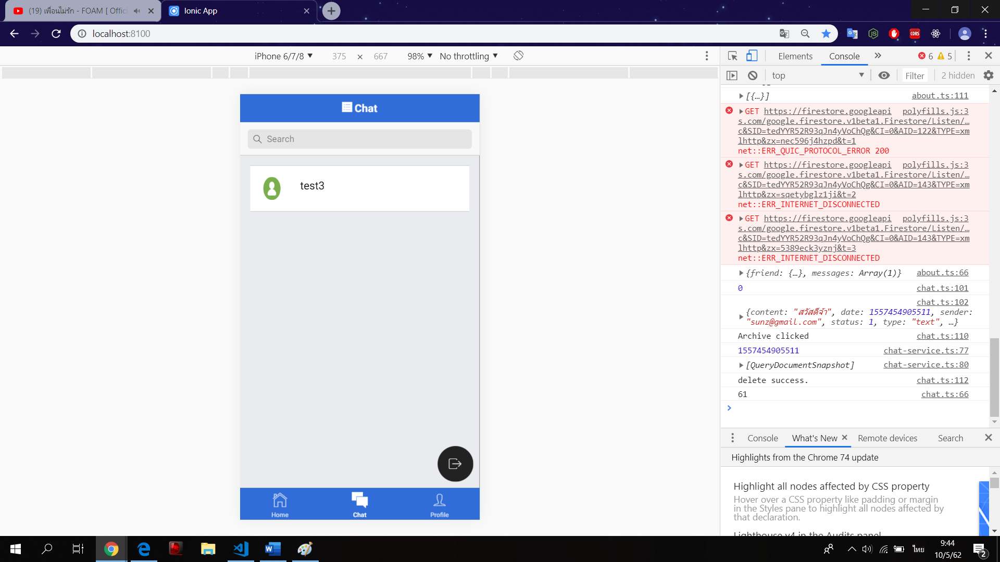 (19) เพื่อนไม่รัก - FOAM [ Offic
Ionic App
localhost:8100
iPhone 6/7/8 ▼ 375 × 667 98% ▼ No throttling ▼
Elements Console » 6 5
top ▼ Filter 2 hidden
[{…}] about.ts:111
GET https://firestore.googleapi polyfills.js:3
s.com/google.firestore.v1beta1.Firestore/Listen/…
c&SID=tedYYR52R93qJn4yVoChQg&CI=0&AID=122&TYPE=xm
lhttp&zx=nec596j4hzpd&t=1
net::ERR_QUIC_PROTOCOL_ERROR 200
GET https://firestore.googleapi polyfills.js:3
s.com/google.firestore.v1beta1.Firestore/Listen/…
c&SID=tedYYR52R93qJn4yVoChQg&CI=0&AID=143&TYPE=xm
lhttp&zx=sqetybglz1ji&t=2
net::ERR_INTERNET_DISCONNECTED
GET https://firestore.googleapi polyfills.js:3
s.com/google.firestore.v1beta1.Firestore/Listen/…
c&SID=tedYYR52R93qJn4yVoChQg&CI=0&AID=143&TYPE=xm
lhttp&zx=5389eck3yznj&t=3
net::ERR_INTERNET_DISCONNECTED
{friend: {…}, messages: Array(1)} about.ts:66
0 chat.ts:101
chat.ts:102
{content: "สวัสดีจ้า", date: 1557454905511, sender:
"sunz@gmail.com", status: 1, type: "text", …}
Archive clicked chat.ts:110
1557454905511 chat-service.ts:77
[QueryDocumentSnapshot] chat-service.ts:80
delete success. chat.ts:112
61 chat.ts:66
Console What's New Remote devices Search
Highlights from the Chrome 74 update
Highlight all nodes affected by CSS property
Hover over a CSS property like padding or margin
in the Styles pane to highlight all nodes affected by
that declaration.
Lighthouse v4 in the Audits panel
Chat
Search
test3
Home Chat Profile
ไทย
9:44
10/5/62
2